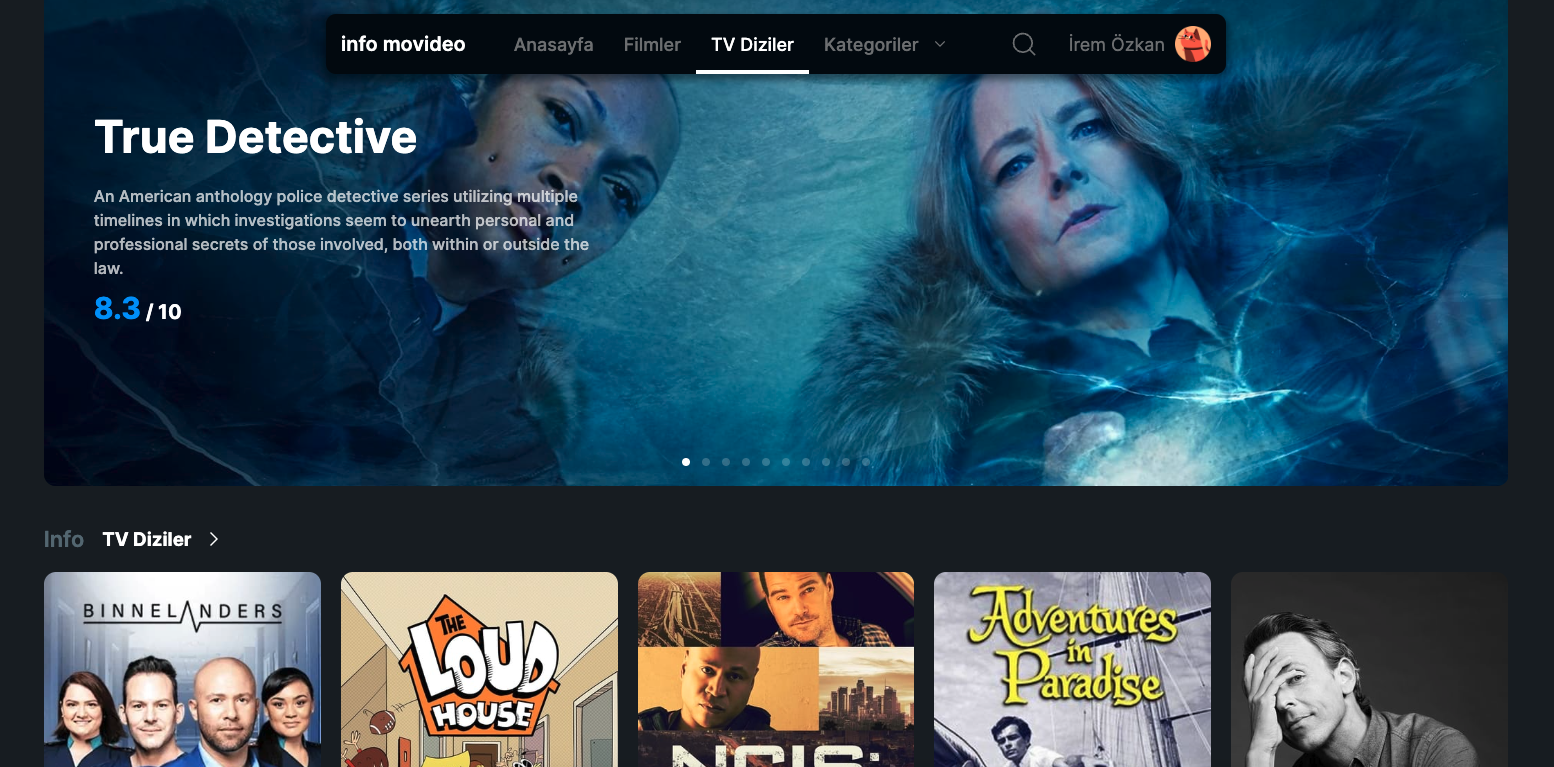 info movideo
Anasayfa
Filmler
TV Diziler
Kategoriler
İrem Özkan
True Detective
An American anthology police detective series utilizing multiple
timelines in which investigations seem to unearth personal and
professional secrets of those involved, both within or outside the
law.
8.3 / 10
Info TV Diziler
BINNELANDERS
THE
LOUD
HOUSE
NCIS:
Adventures
in
Paradise